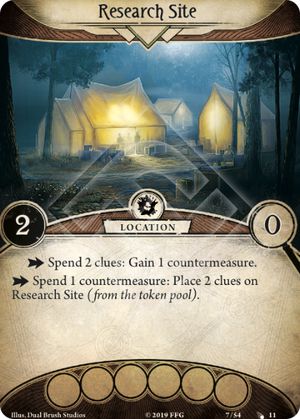 Research Site
2
0
LOCATION
Spend 2 clues: Gain 1 countermeasure.
Spend 1 countermeasure: Place 2 clues on
Research Site (from the token pool).
Illus. Dual Brush Studios
© 2019 FFG
7/54
11